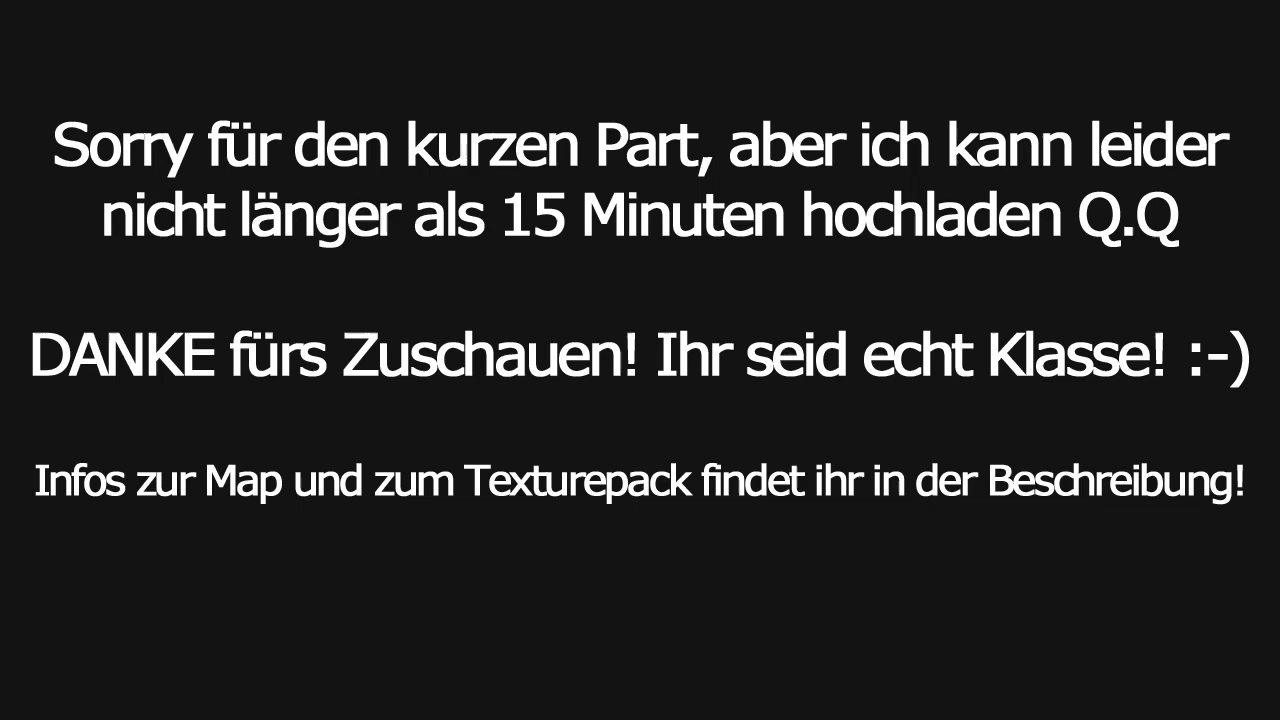 Sorry für den kurzen Part, aber ich kann leider
nicht länger als 15 Minuten hochladen Q.Q
DANKE fürs Zuschauen! Ihr seid echt Klasse! :-)
Infos zur Map und zum Texturepack findet ihr in der Beschreibung!